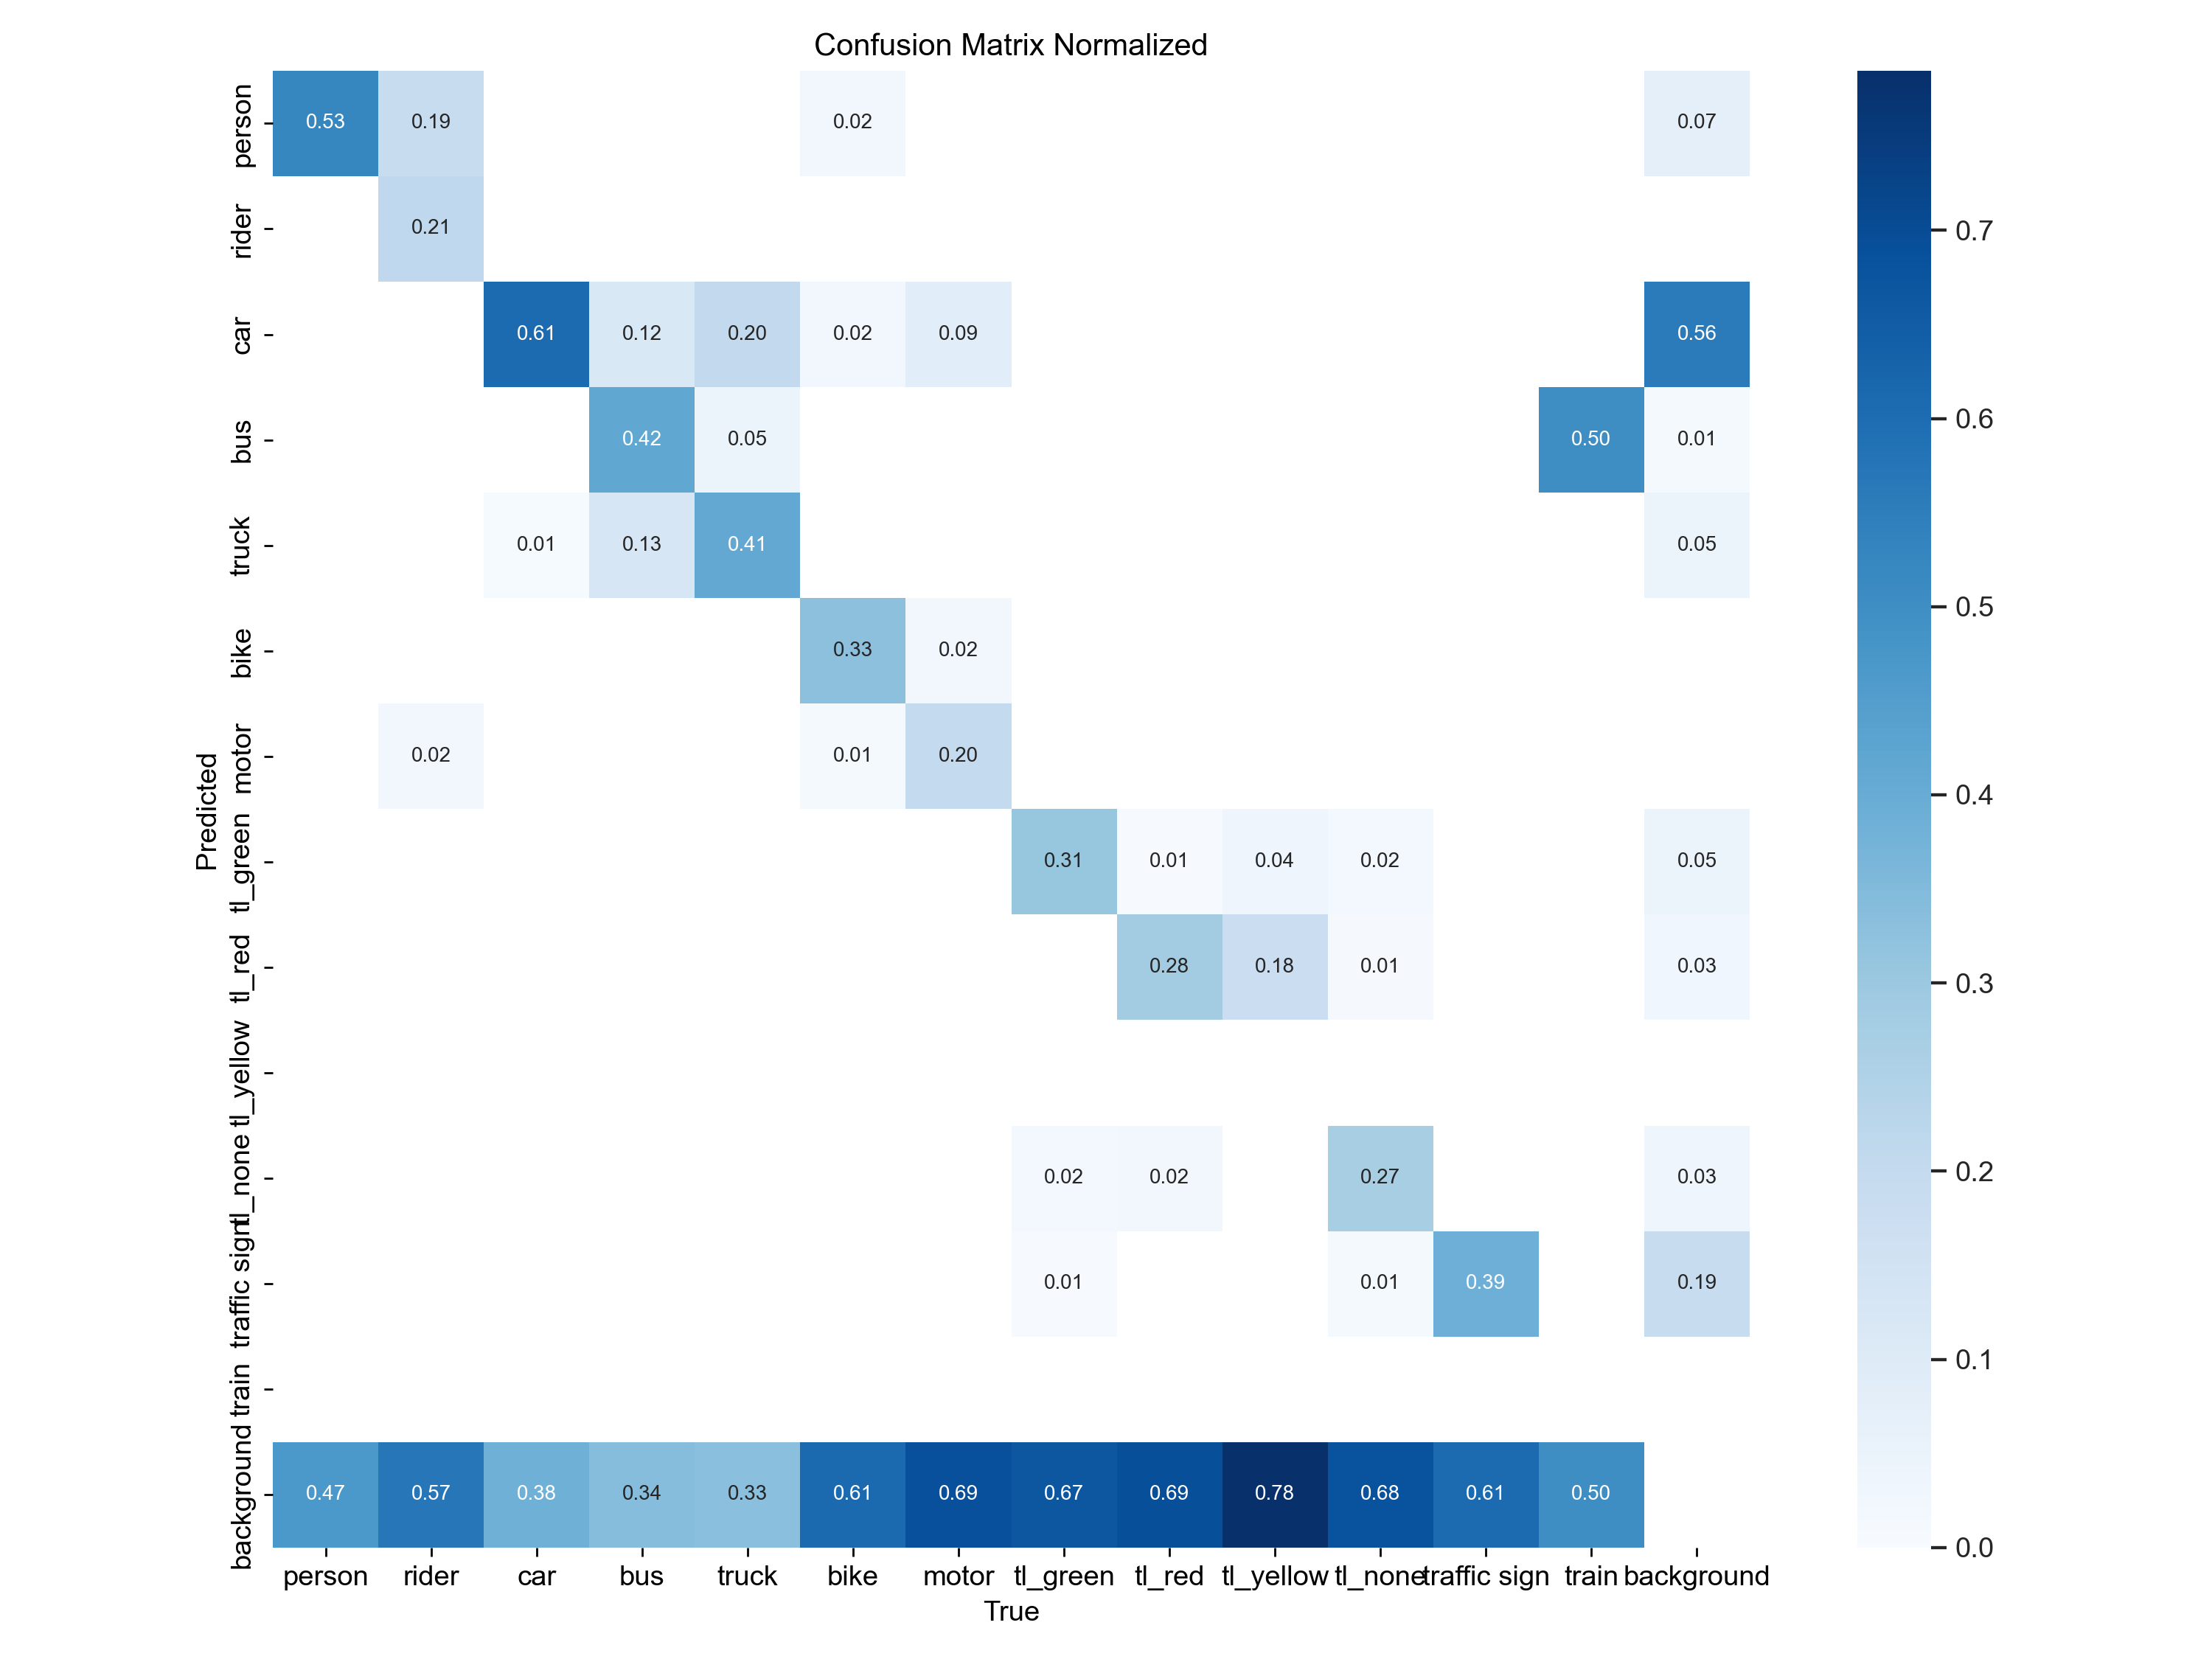 Confusion Matrix Normalized
person 0.53 0.19 0.02 0.07
rider 0.21 0.7
car 0.61 0.12 0.20 0.02 0.09 0.56
0.6
bus 0.42 0.05 0.50 0.01
truck 0.01 0.13 0.41 0.05
0.5
bike 0.33 0.02
motor 0.02 0.01 0.20
0.4
Predicted
tl_green 0.31 0.01 0.04 0.02 0.05
tl_red 0.28 0.18 0.01 0.03
0.3
tl_yellow
tl_none 0.02 0.02 0.27 0.03
0.2
traffic sign 0.01 0.01 0.39 0.19
0.1
train
background 0.47 0.57 0.38 0.34 0.33 0.61 0.69 0.67 0.69 0.78 0.68 0.61 0.50
0.0
person rider car bus truck bike motor tl_green tl_red tl_yellow tl_none traffic sign train background
True